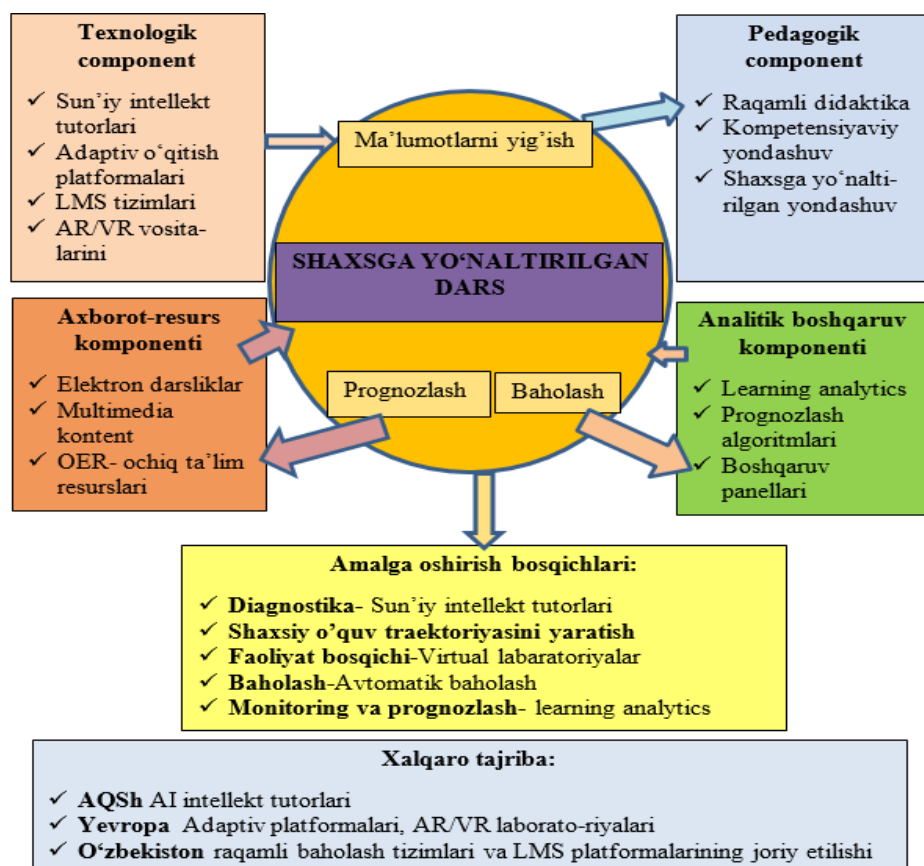 Texnologik
component
✓ Sun’iy intellekt
tutorlari
✓ Adaptiv o‘qitish
platformalari
✓ LMS tizimlari
✓ AR/VR vosita-
larini
Ma’lumotlarni yig’ish
Pedagogik
component
✓ Raqamli didaktika
✓ Kompetensiyaviy
yondashuv
✓ Shaxsga yo‘nalti-
rilgan yondashuv
SHAXSGA YO‘NALTIRILGAN
DARS
Axborot-resurs
komponenti
✓ Elektron darsliklar
✓ Multimedia
kontent
✓ OER- ochiq ta’lim
resurslari
Prognozlash
Baholash
Analitik boshqaruv
komponenti
✓ Learning analytics
✓ Prognozlash
algoritmlari
✓ Boshqaruv
panellari
Amalga oshirish bosqichlari:
✓ Diagnostika- Sun’iy intellekt tutorlari
✓ Shaxsiy o’quv traektoriyasini yaratish
✓ Faoliyat bosqichi-Virtual labaratoriyalar
✓ Baholash-Avtomatik baholash
✓ Monitoring va prognozlash- learning analytics
Xalqaro tajriba:
✓ AQSh AI intellekt tutorlari
✓ Yevropa Adaptiv platformalari, AR/VR laborato-riyalari
✓ O‘zbekiston raqamli baholash tizimlari va LMS platformalarining joriy etilishi